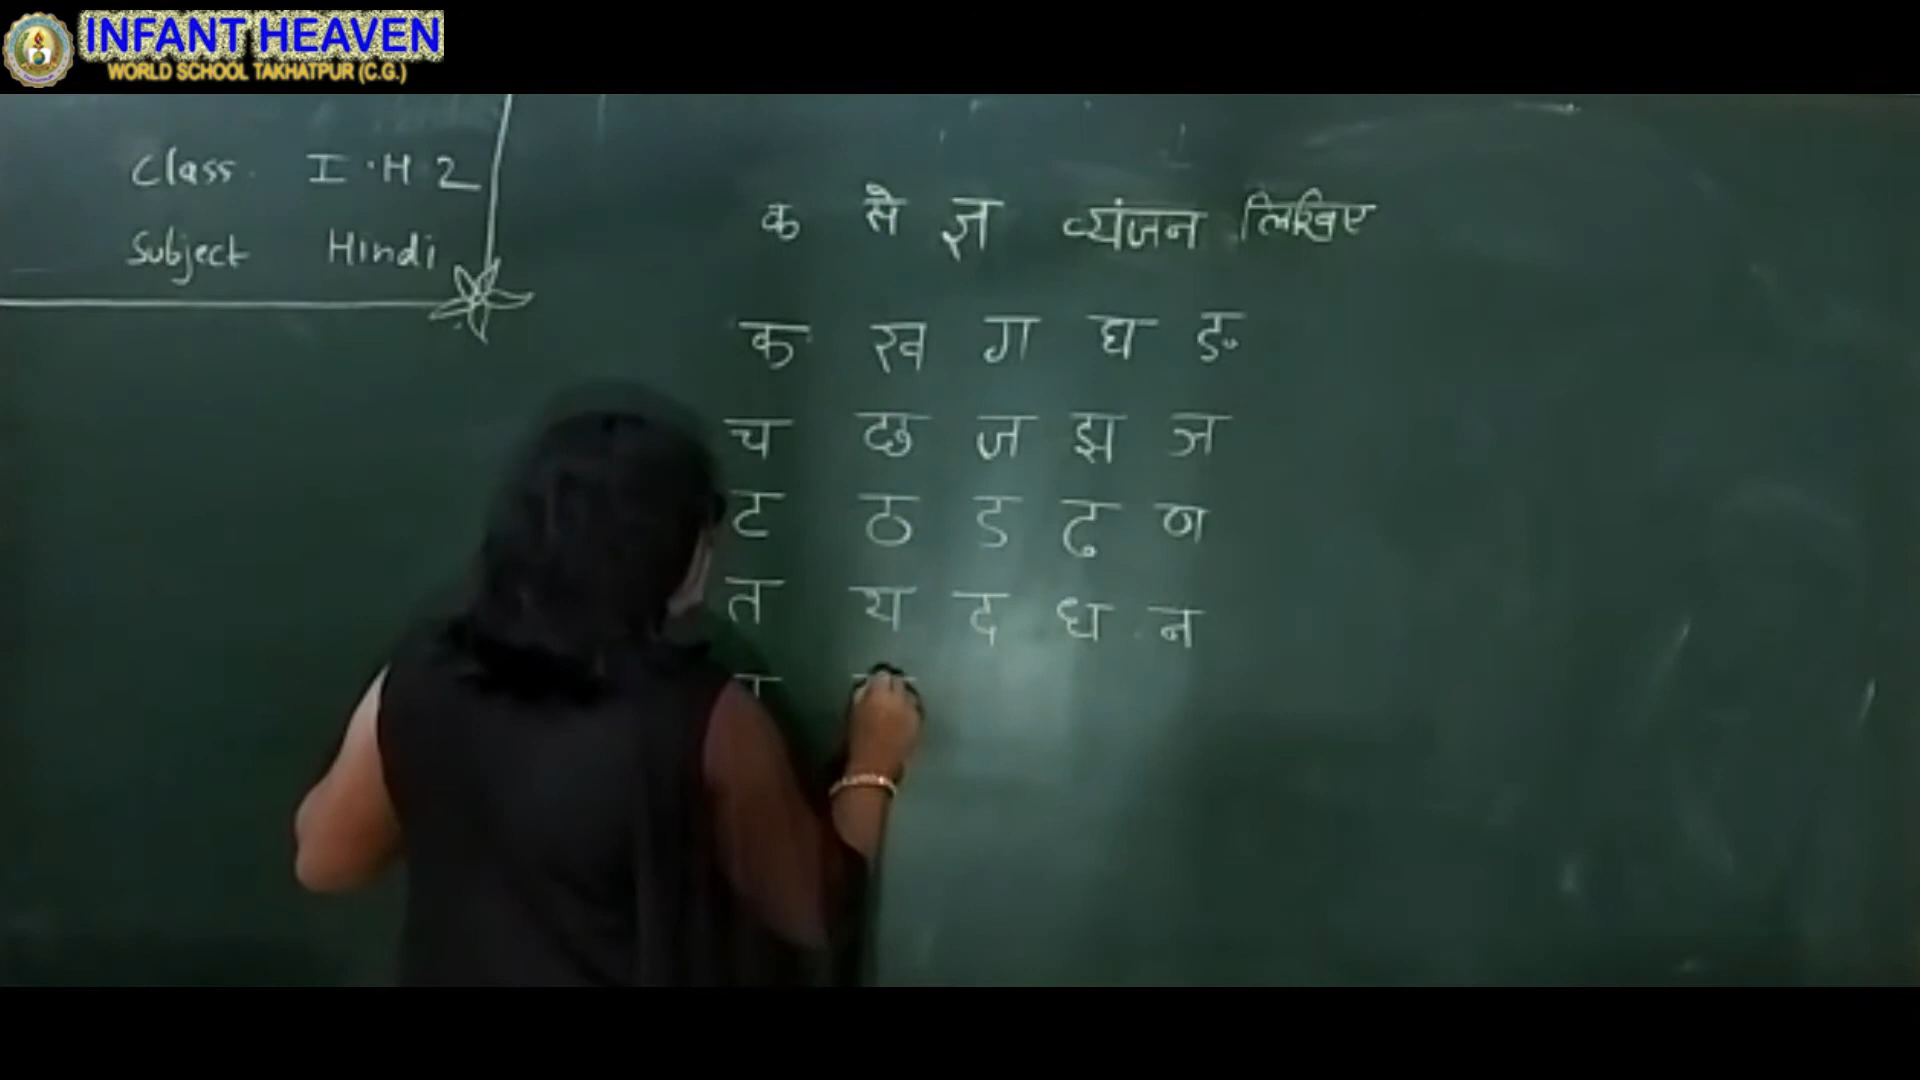 INFANT HEAVEN
WORLD SCHOOL TAKHATPUR (C.G.)
Class. I.H 2
Subject Hindi
क से ज्ञ व्यंजन लिखिए
क ख ग घ ङ
च छ ज झ ञ
ट ठ ड ढ ण
त थ द ध न